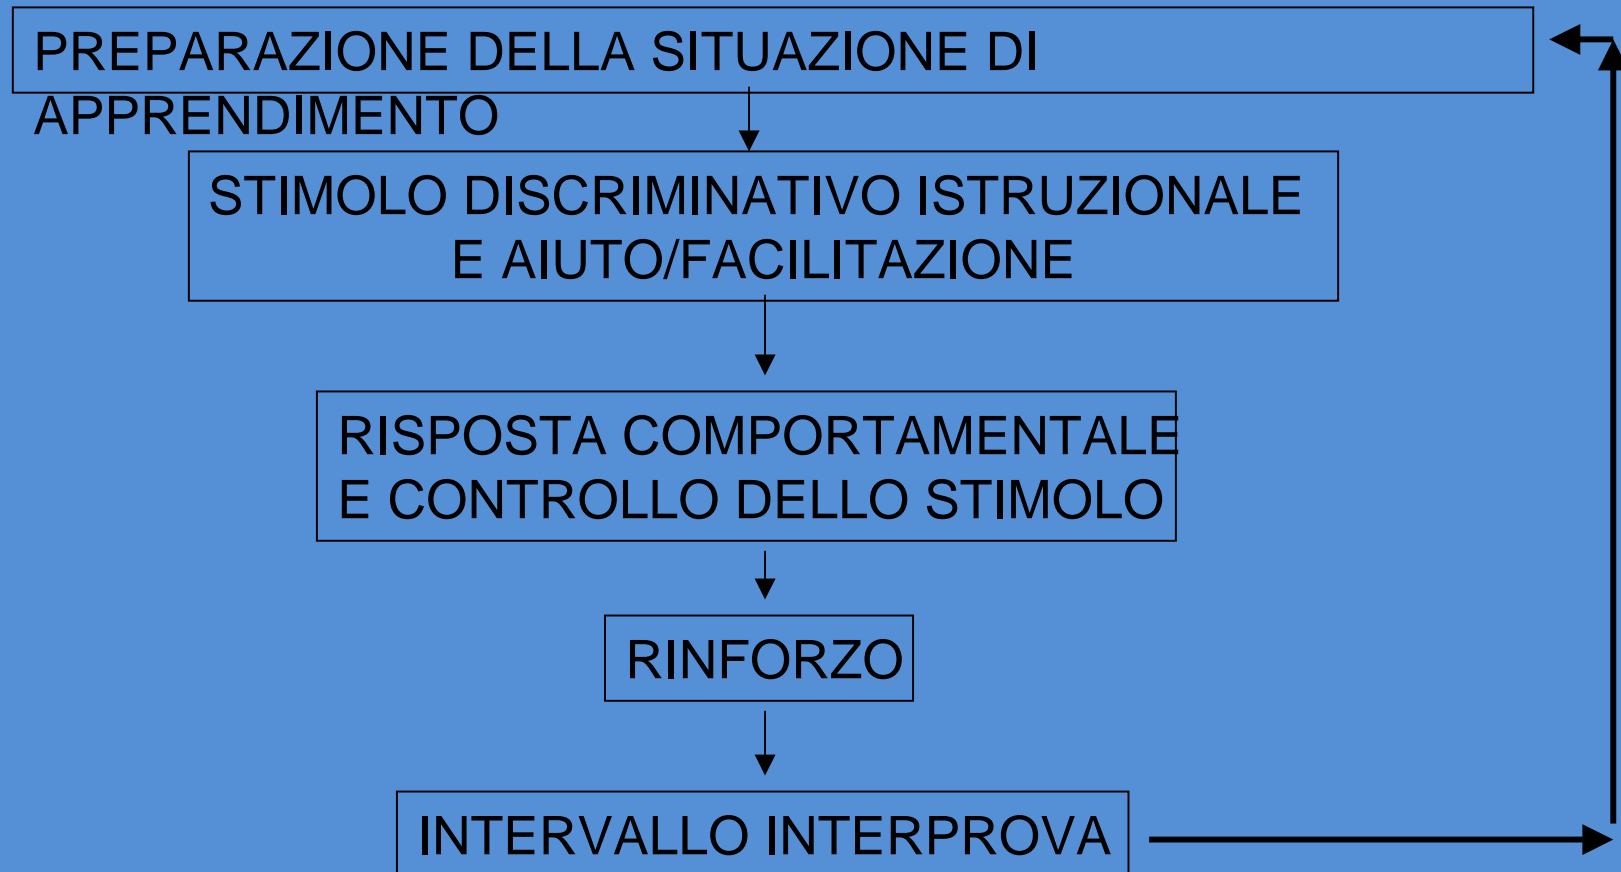 PREPARAZIONE DELLA SITUAZIONE DI
APPRENDIMENTO
STIMOLO DISCRIMINATIVO ISTRUZIONALE
E AIUTO/FACILITAZIONE
RISPOSTA COMPORTAMENTALE
E CONTROLLO DELLO STIMOLO
RINFORZO
INTERVALLO INTERPROVA